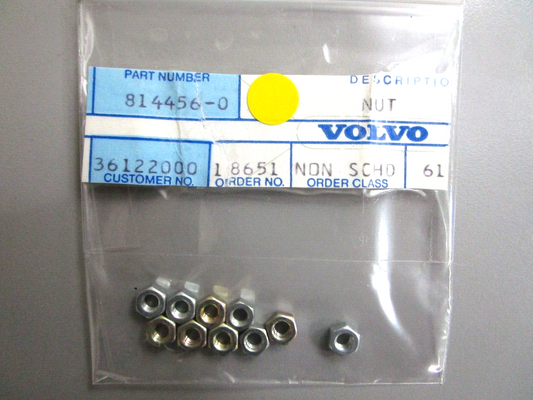 PART NUMBER DESCRIPTIO
814456-0 NUT
VOLVO
36122000 18651 NON SCHD 61
CUSTOMER NO. ORDER NO. ORDER CLASS